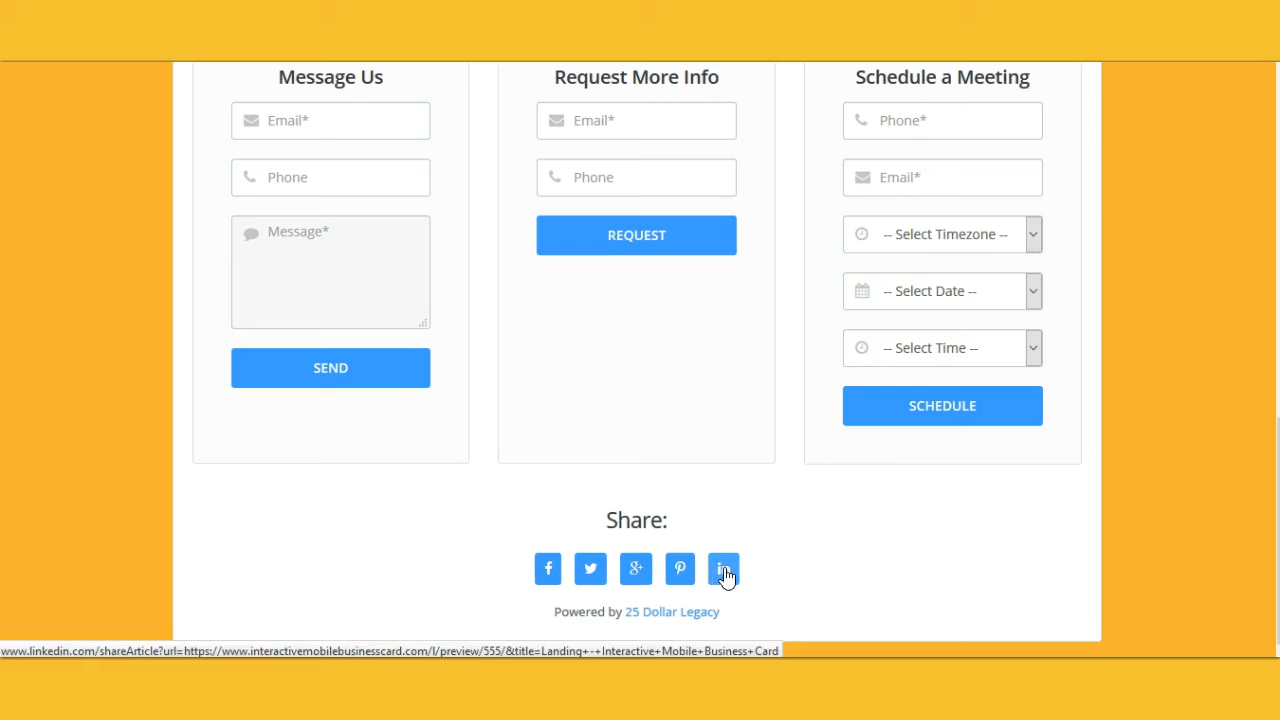 Message Us
Email*
Phone
Message*
SEND
Request More Info
Email*
Phone
REQUEST
Schedule a Meeting
Phone*
Email*
-- Select Timezone --
-- Select Date --
-- Select Time --
SCHEDULE
Share:
Powered by 25 Dollar Legacy
www.linkedin.com/shareArticle?url=https://www.interactivemobilebusinesscard.com/l/preview/555/&title=Landing+-+Interactive+Mobile+Business+Card